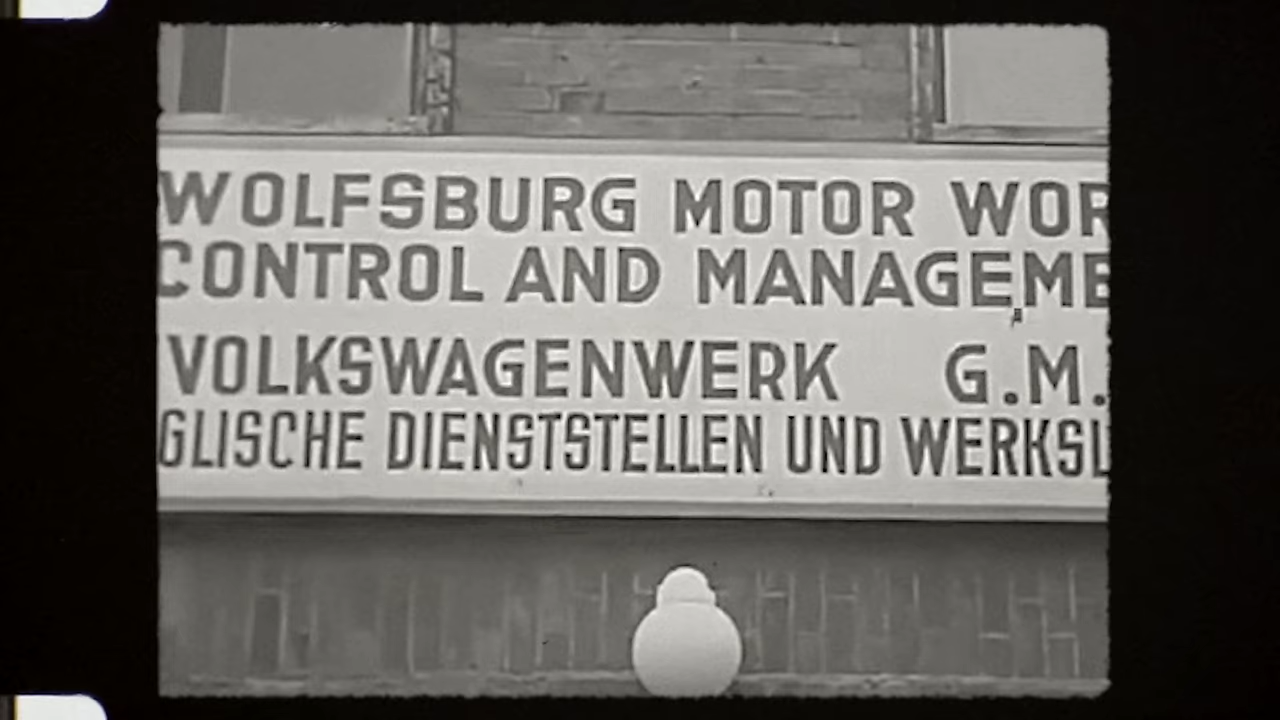 WOLFSBURG MOTOR WOR
CONTROL AND MANAGEME
VOLKSWAGENWERK G.M.
GLISCHE DIENSTSTELLEN UND WERKSL